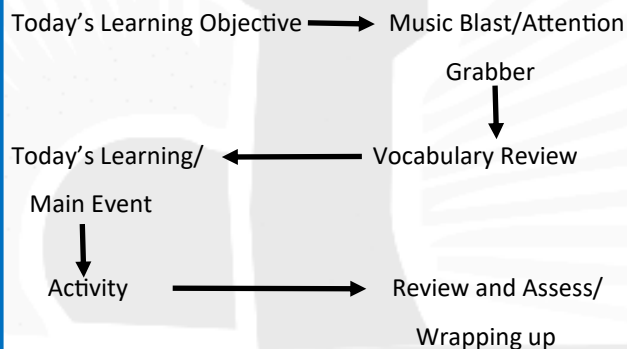 Today’s Learning Objective
Music Blast/Attention
Grabber
Vocabulary Review
Today’s Learning/
Main Event
Activity
Review and Assess/
Wrapping up